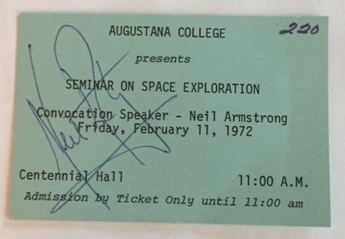 AUGUSTANA COLLEGE
220
presents
SEMINAR ON SPACE EXPLORATION
Convocation Speaker - Neil Armstrong
Friday, February 11, 1972
Centennial Hall
11:00 A.M.
Admission by Ticket Only until 11:00 am